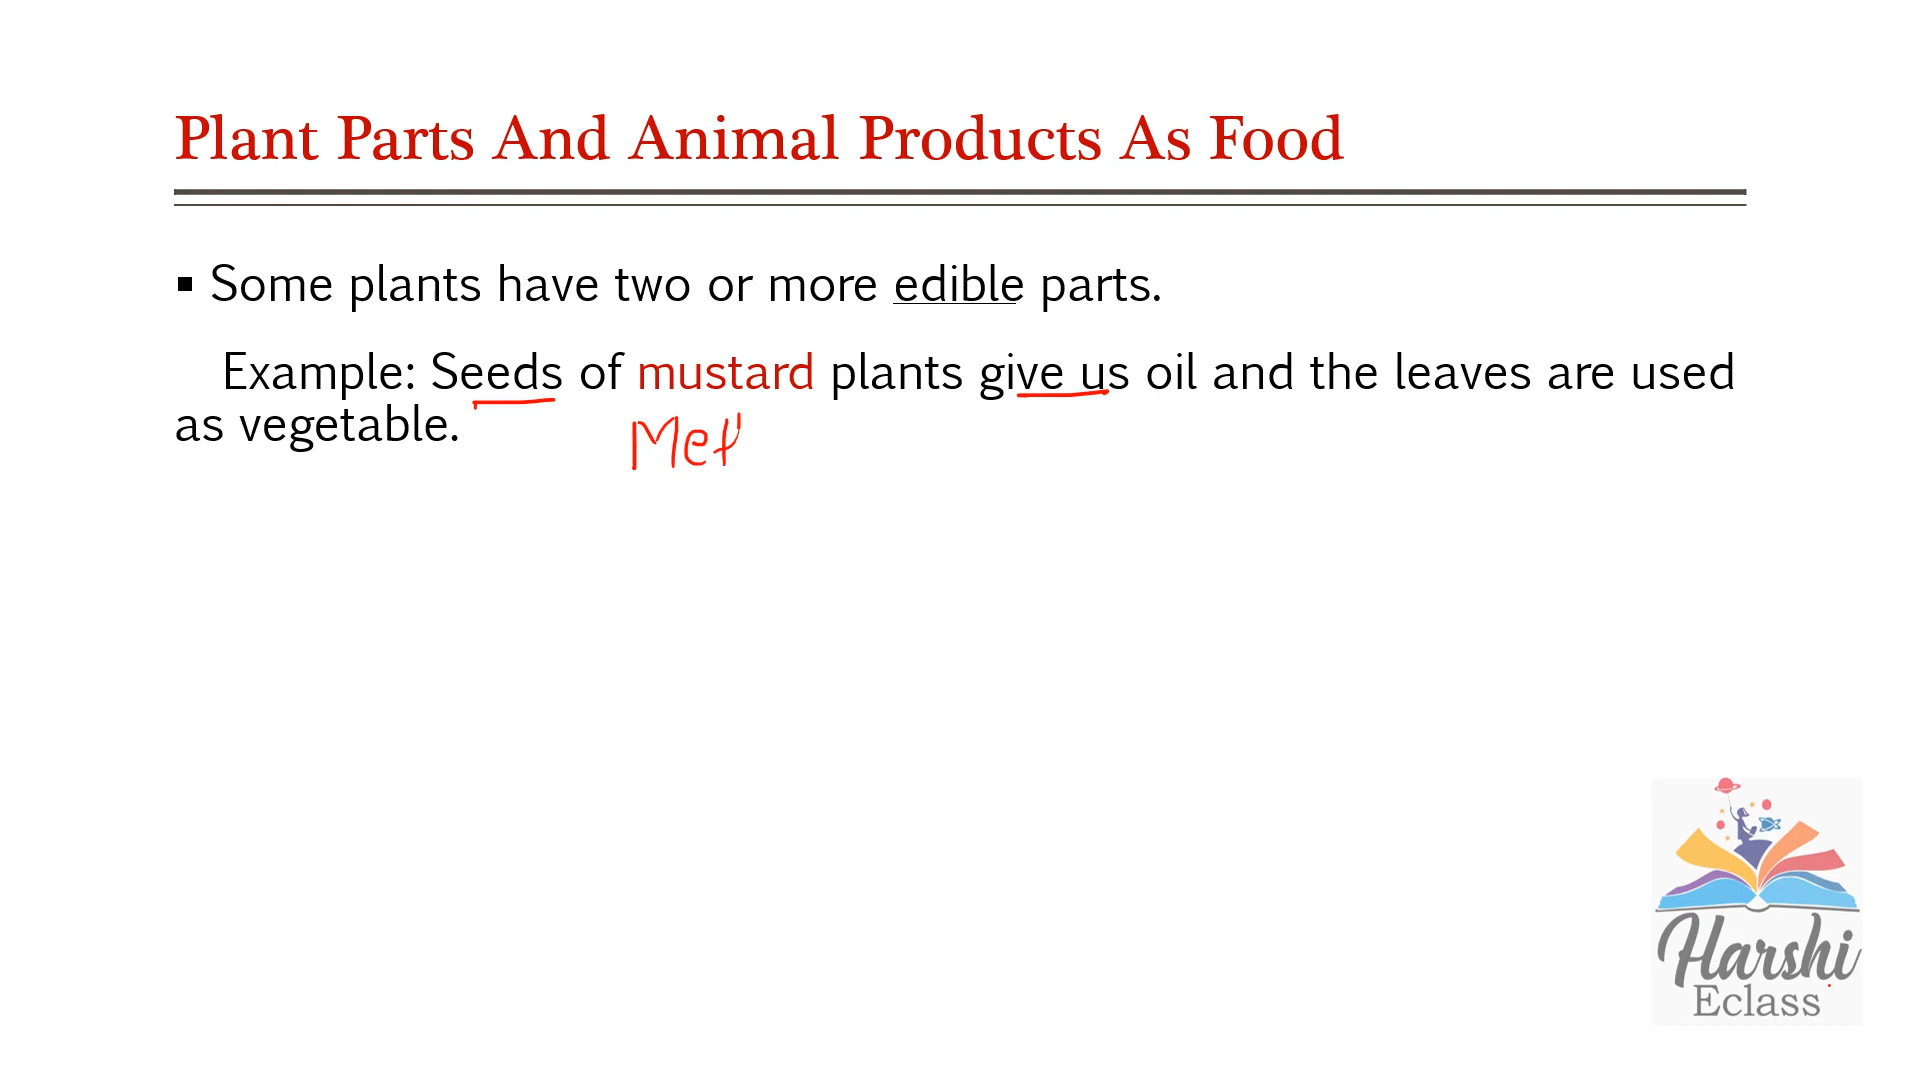 Plant Parts And Animal Products As Food
▪ Some plants have two or more edible parts.
Example: Seeds of mustard plants give us oil and the leaves are used
as vegetable.
Harshi
Eclass